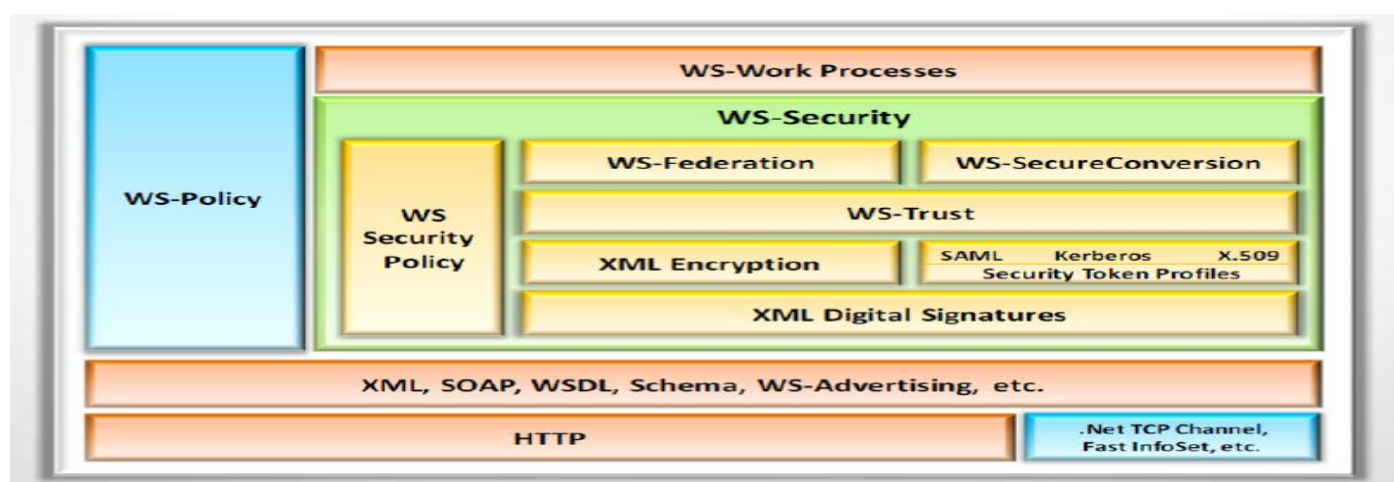 WS-Work Processes
WS-Policy
WS-Security
WS
Security
Policy
WS-Federation
WS-SecureConversion
WS-Trust
XML Encryption
SAML Kerberos X.509
Security Token Profiles
XML Digital Signatures
XML, SOAP, WSDL, Schema, WS-Advertising, etc.
HTTP
.Net TCP Channel,
Fast InfoSet, etc.